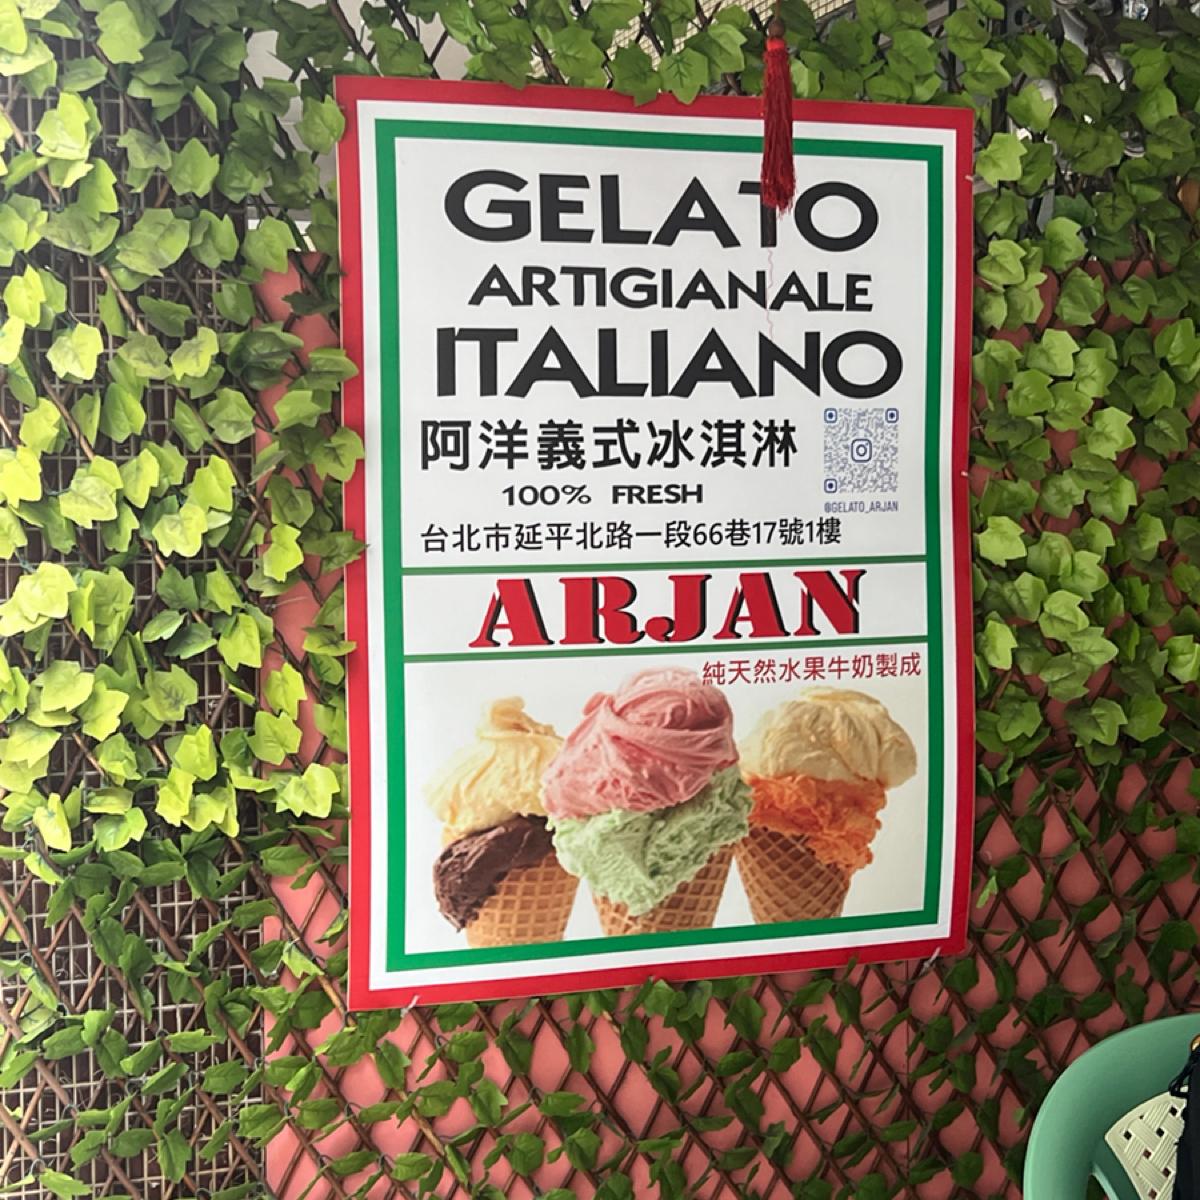 GELATO
ARTIGIANALE
ITALIANO
阿洋義式冰淇淋
100% FRESH
@GELATO_ARJAN
台北市延平北路一段66巷17號1樓
ARJAN
純天然水果牛奶製成